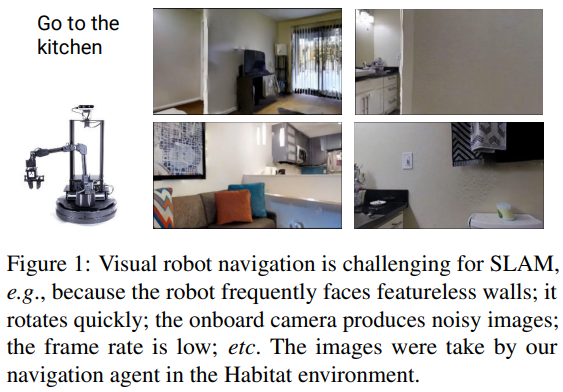 Go to the
kitchen
Figure 1: Visual robot navigation is challenging for SLAM,
e.g., because the robot frequently faces featureless walls; it
rotates quickly; the onboard camera produces noisy images;
the frame rate is low; etc. The images were take by our
navigation agent in the Habitat environment.